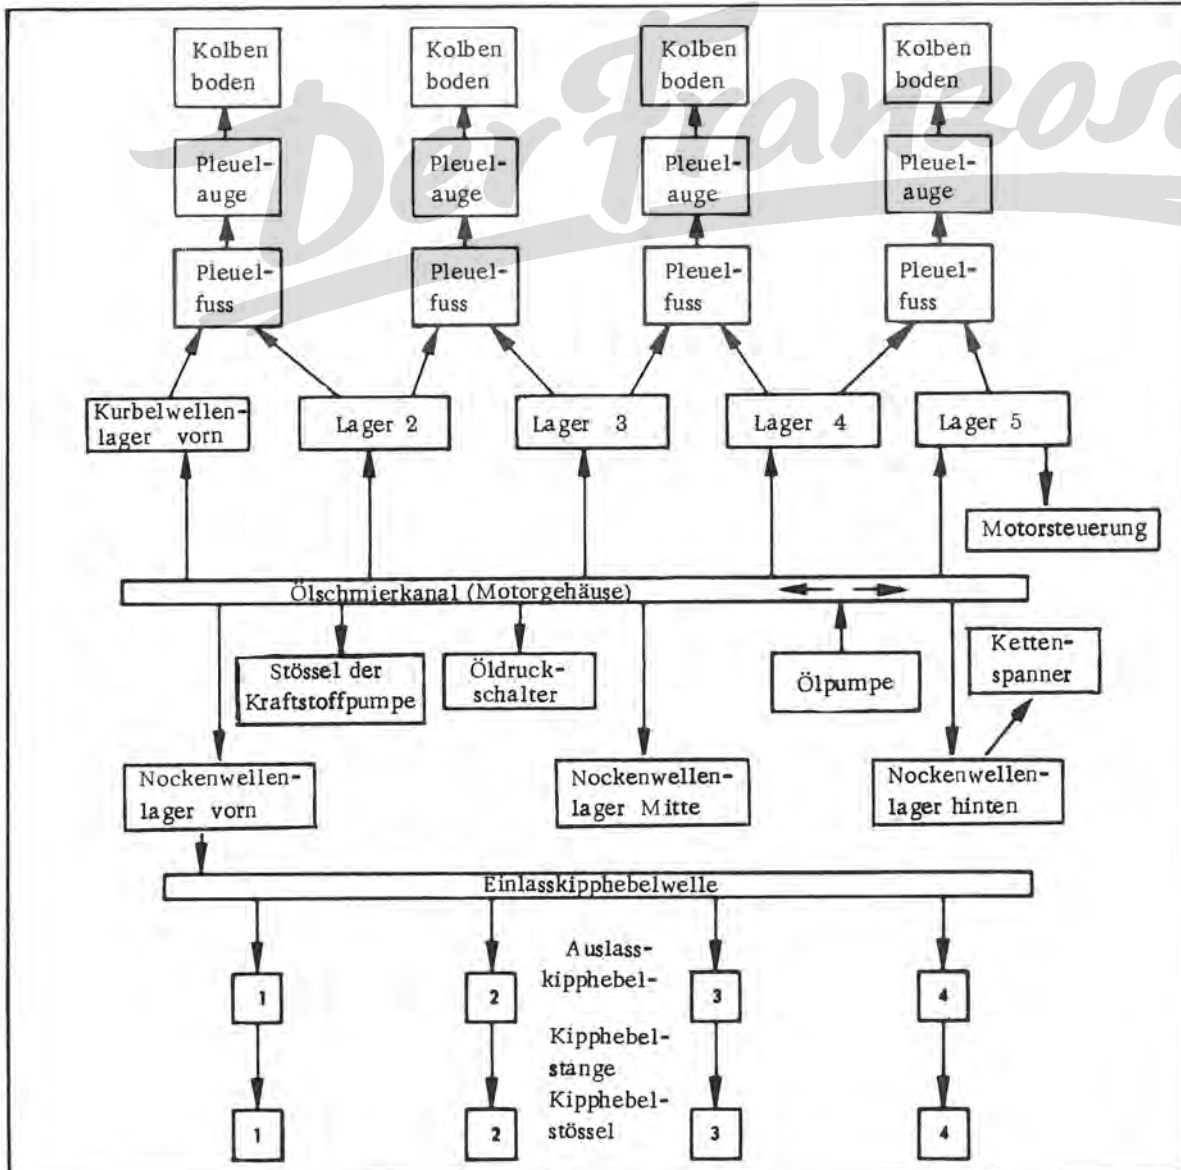 Kolben
boden
Kolben
boden
Kolben
boden
Kolben
boden
Der Franzose
Pleuel-
auge
Pleuel-
auge
Pleuel-
auge
Pleuel-
auge
Pleuel-
fuss
Pleuel-
fuss
Pleuel-
fuss
Pleuel-
fuss
Kurbelwellen-
lager vorn
Lager 2
Lager 3
Lager 4
Lager 5
Motorsteuerung
Ölschmierkanal (Motorgehäuse)
Stössel der
Kraftstoffpumpe
Öldruck-
schalter
Ölpumpe
Ketten-
spanner
Nockenwellen-
lager vorn
Nockenwellen-
lager Mitte
Nockenwellen-
lager hinten
Einlasskipphebelwelle
Auslass-
kipphebel-
1
2
3
4
Kipphebel-
stange
Kipphebel-
stössel
1
2
3
4